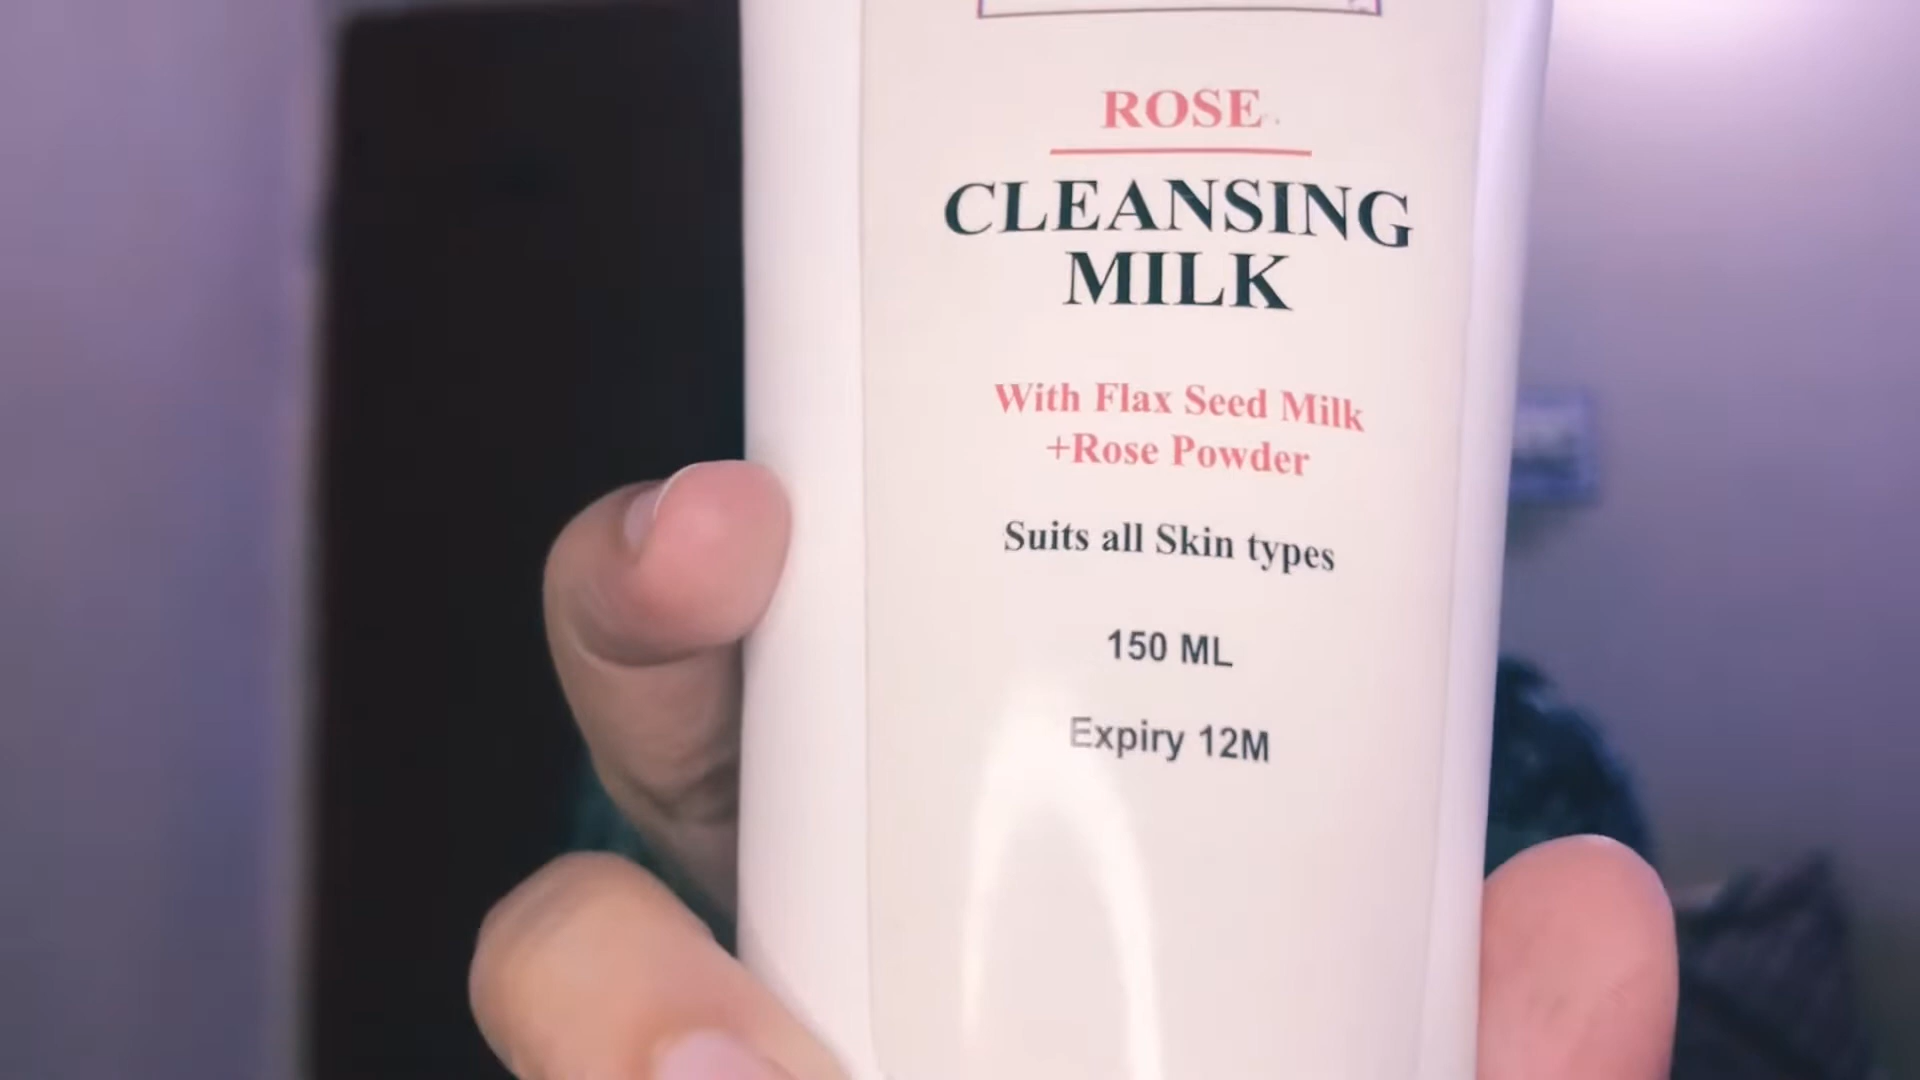 ROSE
CLEANSING
MILK
With Flax Seed Milk
+Rose Powder
Suits all Skin types
150 ML
Expiry 12M